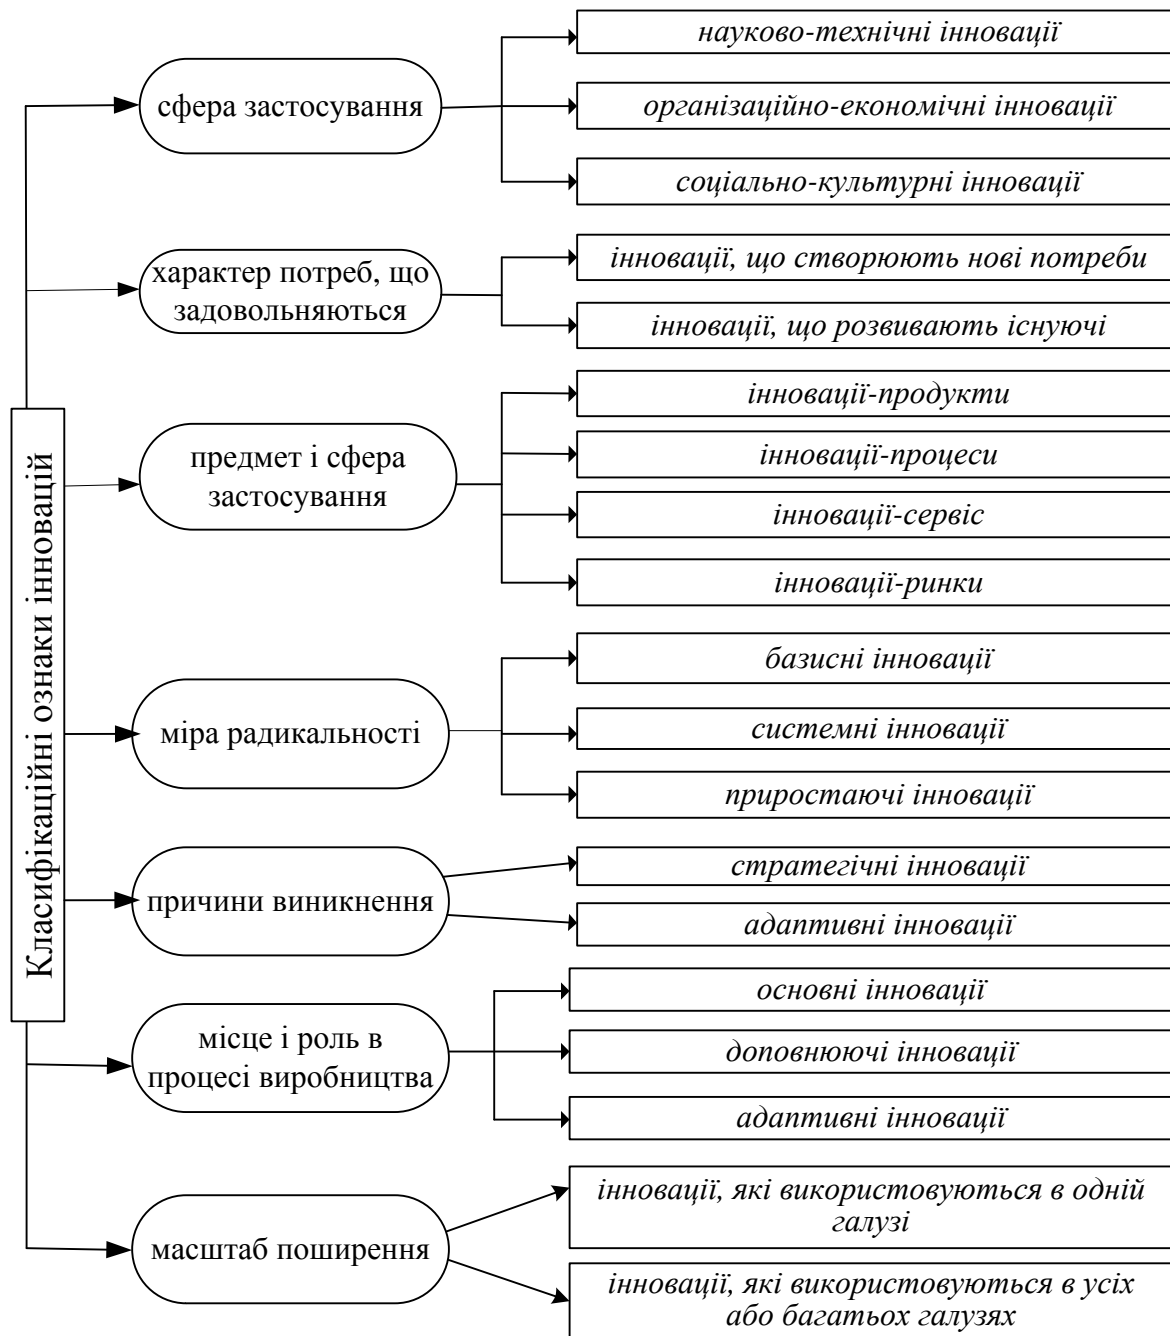 Класифікаційні ознаки інновацій
сфера застосування
науково-технічні інновації
організаційно-економічні інновації
соціально-культурні інновації
характер потреб, що
задовольняються
інновації, що створюють нові потреби
інновації, що розвивають існуючі
предмет і сфера
застосування
інновації-продукти
інновації-процеси
інновації-сервіс
інновації-ринки
міра радикальності
базисні інновації
системні інновації
приростаючі інновації
причини виникнення
стратегічні інновації
адаптивні інновації
місце і роль в
процесі виробництва
основні інновації
доповнюючі інновації
адаптивні інновації
масштаб поширення
інновації, які використовуються в одній
галузі
інновації, які використовуються в усіх
або багатьох галузях